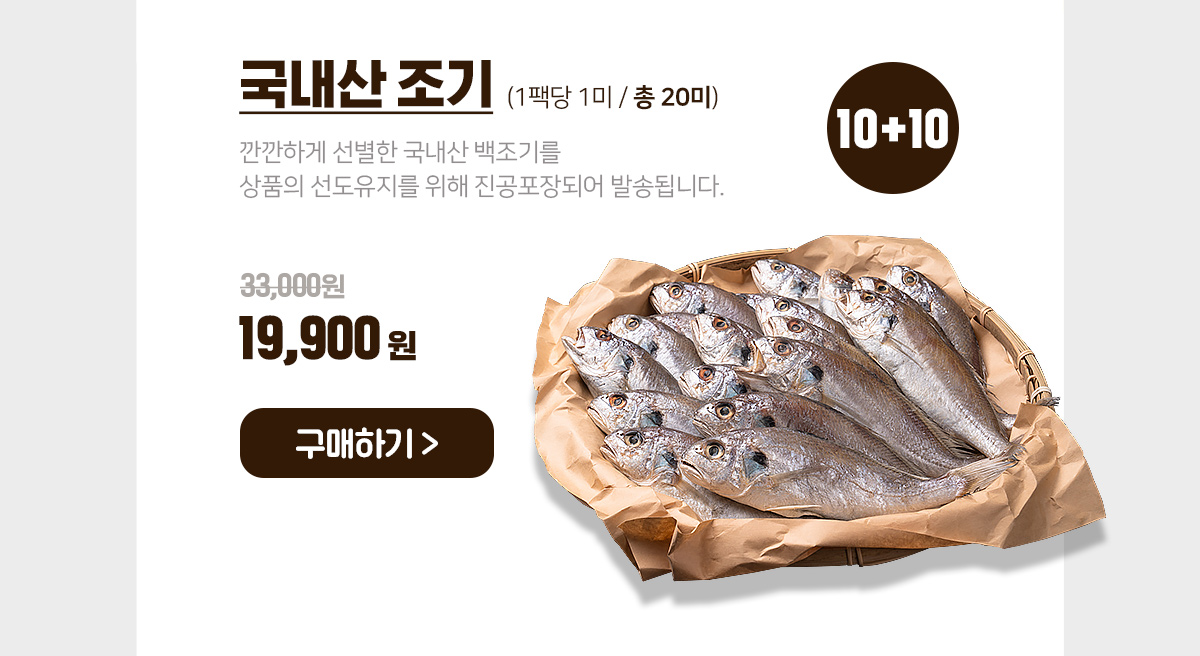 국내산 조기 (1팩당 1미 / 총 20미)
10+10
깐깐하게 선별한 국내산 백조기를
상품의 선도유지를 위해 진공포장되어 발송됩니다.
33,000원
19,900 원
구매하기 >